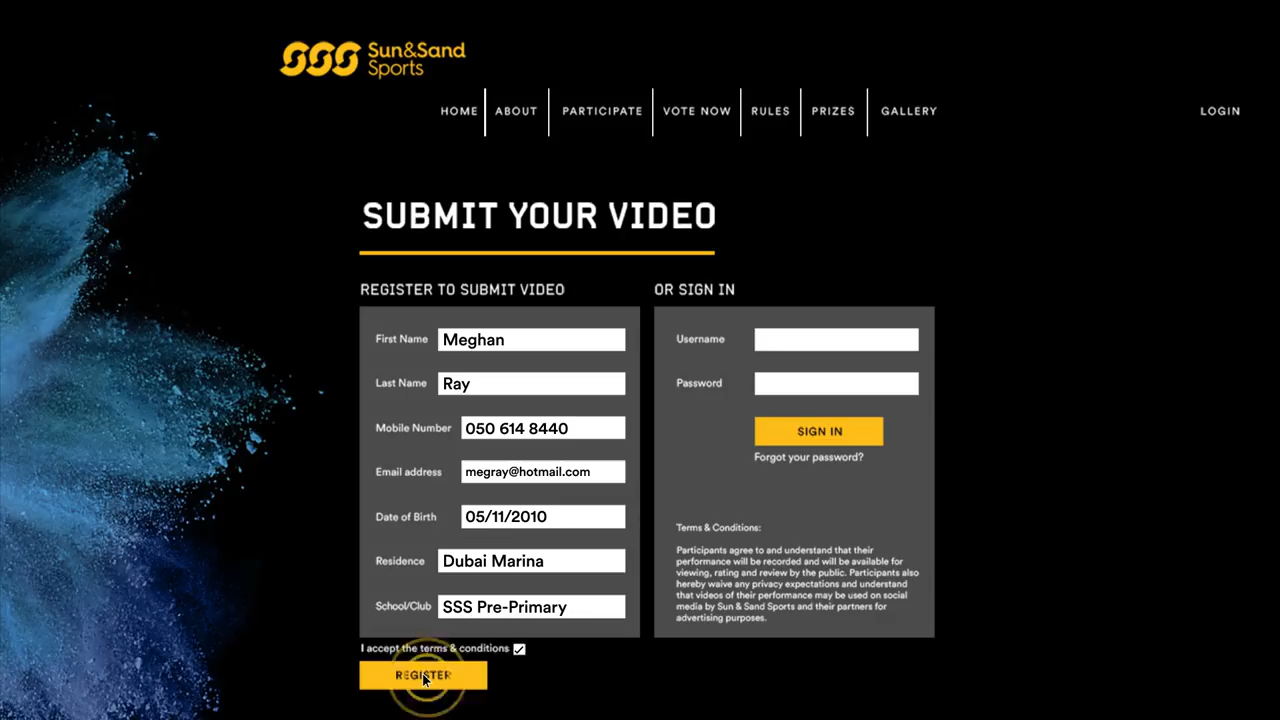 SSS Sun&Sand
Sports
HOME
ABOUT
PARTICIPATE
VOTE NOW
RULES
PRIZES
GALLERY
LOGIN
SUBMIT YOUR VIDEO
REGISTER TO SUBMIT VIDEO
First Name Meghan
Last Name Ray
Mobile Number 050 614 8440
Email address megray@hotmail.com
Date of Birth 05/11/2010
Residence Dubai Marina
School/Club SSS Pre-Primary
I accept the terms & conditions
REGISTER
OR SIGN IN
Username
Password
SIGN IN
Forgot your password?
Terms & Conditions:
Participants agree to and understand that their
performance will be recorded and will be available for
viewing, rating and review by the public. Participants also
hereby waive any privacy expectations and understand
that videos of their performance may be used on social
media by Sun & Sand Sports and their partners for
advertising purposes.